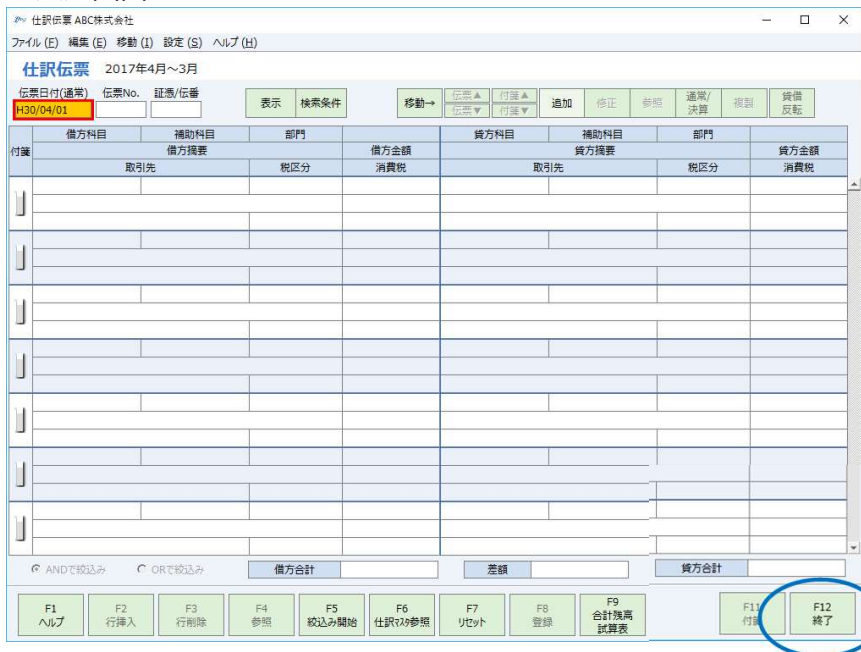 仕訳伝票 ABC株式会社
ファイル(F) 編集(E) 移動(I) 設定(S) ヘルプ(H)
仕訳伝票 2017年4月～3月
伝票日付(通常) 伝票No. 証憑/伝番
H30/04/01
表示 検索条件 移動→ 伝票▲ 付箋▲ 追加 修正 参照 通常/ 複製 貸借
伝票▼ 付箋▼ 決算 反転
借方科目 補助科目 部門 貸方科目 補助科目 部門
付箋 借方摘要 借方金額 貸方摘要 貸方金額
取引先 税区分 消費税 取引先 税区分 消費税
ANDで絞込み ORで絞込み 借方合計 差額 貸方合計
F1 F2 F3 F4 F5 F6 F7 F8 F9 F11 F12
ヘルプ 行挿入 行削除 参照 絞込み開始 仕訳マスタ参照 リセット 登録 合計残高 付箋 終了
試算表